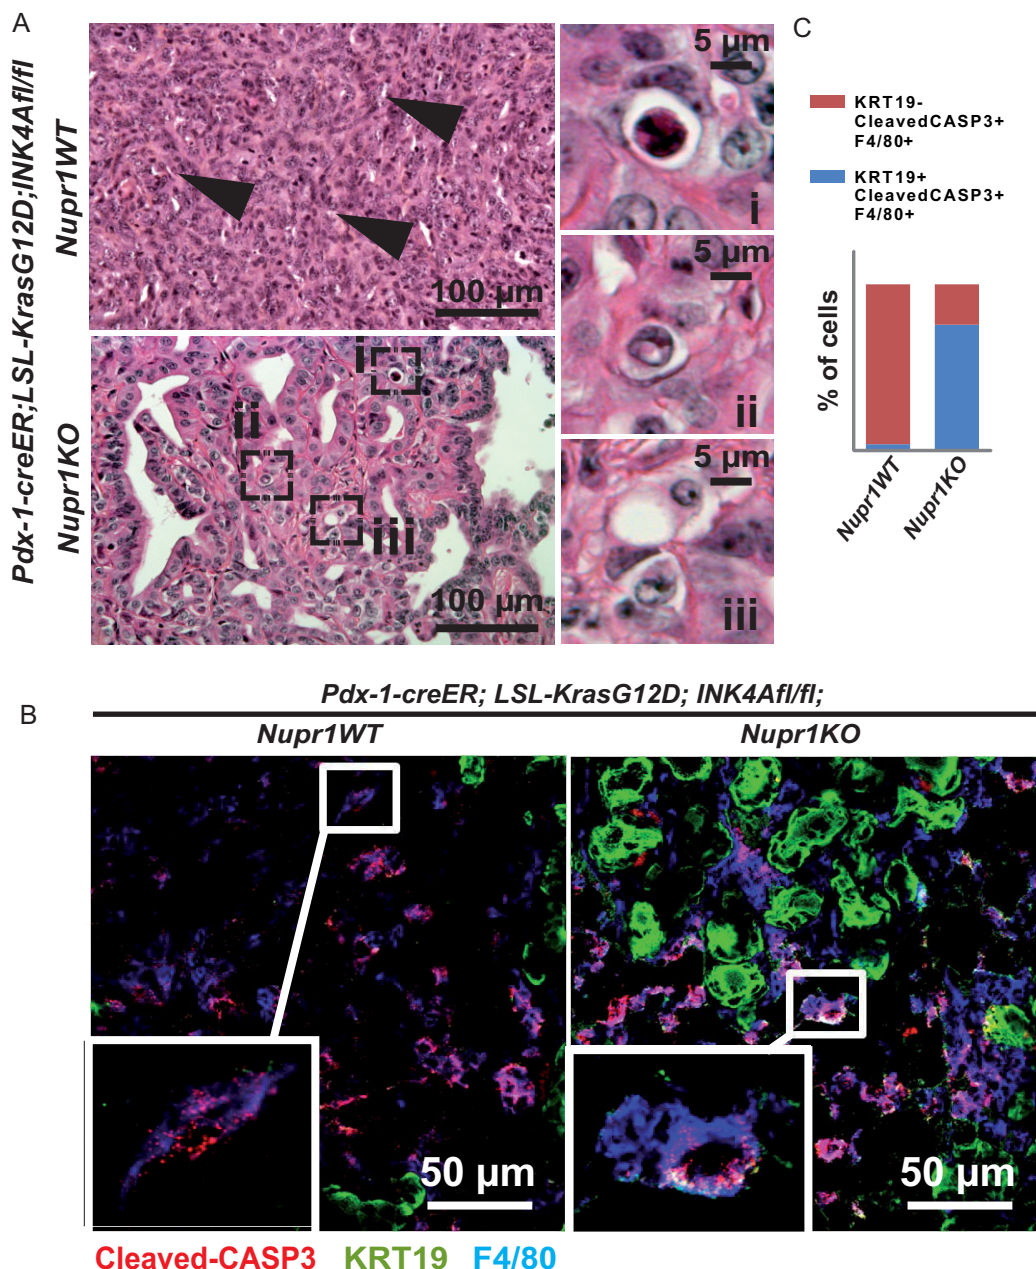 A
Pdx-1-creER;LSL-KrasG12D;INK4Afl/fl
Nupr1WT
100 µm
Nupr1KO
i
ii
iii
100 µm
5 µm
i
5 µm
ii
5 µm
iii
C
KRT19-
CleavedCASP3+
F4/80+
KRT19+
CleavedCASP3+
F4/80+
% of cells
Nupr1WT
Nupr1KO
B
Pdx-1-creER; LSL-KrasG12D; INK4Afl/fl;
Nupr1WT
Nupr1KO
50 µm
50 µm
Cleaved-CASP3 KRT19 F4/80